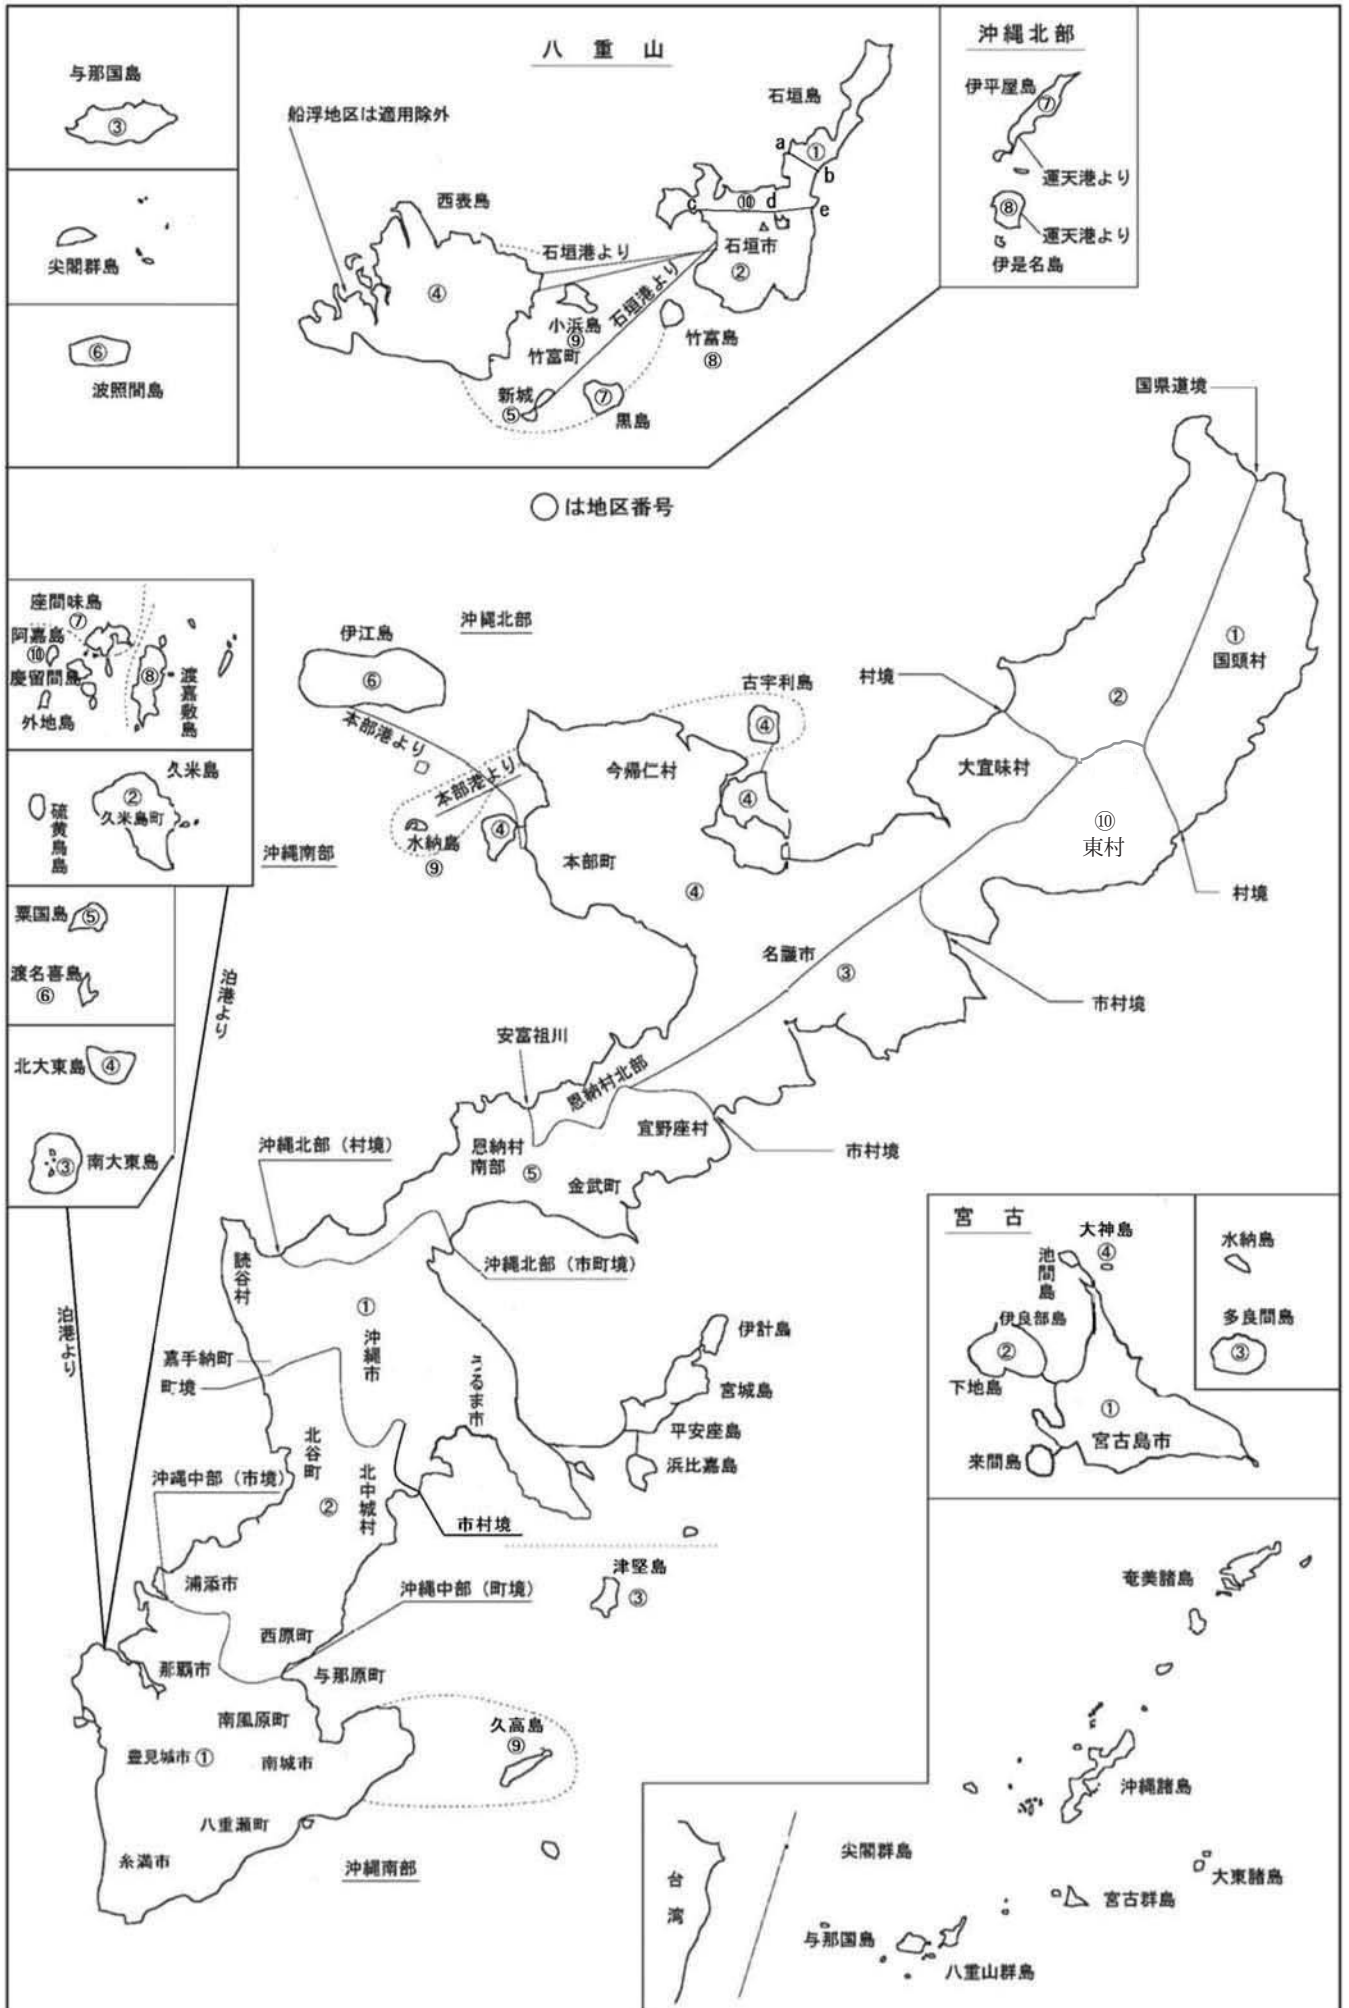 与那国島
③
尖閣群島
⑥
波照間島
八重山
船浮地区は適用除外
石垣島
a
①
b
c
⑩
d
e
西表島
石垣港より
石垣市
②
④
石垣港より
小浜島
⑨
竹富町
竹富島
⑧
新城
⑤
⑦
黒島
沖縄北部
伊平屋島
⑦
運天港より
⑧
運天港より
伊是名島
○は地区番号
国県道境
①
国頭村
②
村境
大宜味村
⑩
東村
村境
沖縄北部
伊江島
⑥
本部港より
古宇利島
④
今帰仁村
④
本部港より
水納島
⑨
④
本部町
④
名護市
③
市村境
座間味島
⑦
阿嘉島
⑩
慶留間島
外地島
⑧
渡嘉敷島
久米島
②
久米島町
硫黄鳥島
沖縄南部
粟国島
⑤
渡名喜島
⑥
北大東島
④
③
南大東島
泊港より
泊港より
安富祖川
恩納村北部
宜野座村
市村境
恩納村
南部
⑤
金武町
沖縄北部（村境）
沖縄北部（市町境）
読谷村
①
沖縄市
うるま市
嘉手納町
町境
北谷町
②
北中城村
市村境
伊計島
宮城島
平安座島
浜比嘉島
津堅島
③
沖縄中部（市境）
浦添市
沖縄中部（町境）
西原町
那覇市
与那原町
南風原町
豊見城市①
南城市
八重瀬町
糸満市
久高島
⑨
沖縄南部
宮古
大神島
④
池間島
伊良部島
②
下地島
①
宮古島市
来間島
水納島
多良間島
③
奄美諸島
沖縄諸島
大東諸島
尖閣群島
宮古群島
台湾
与那国島
八重山群島